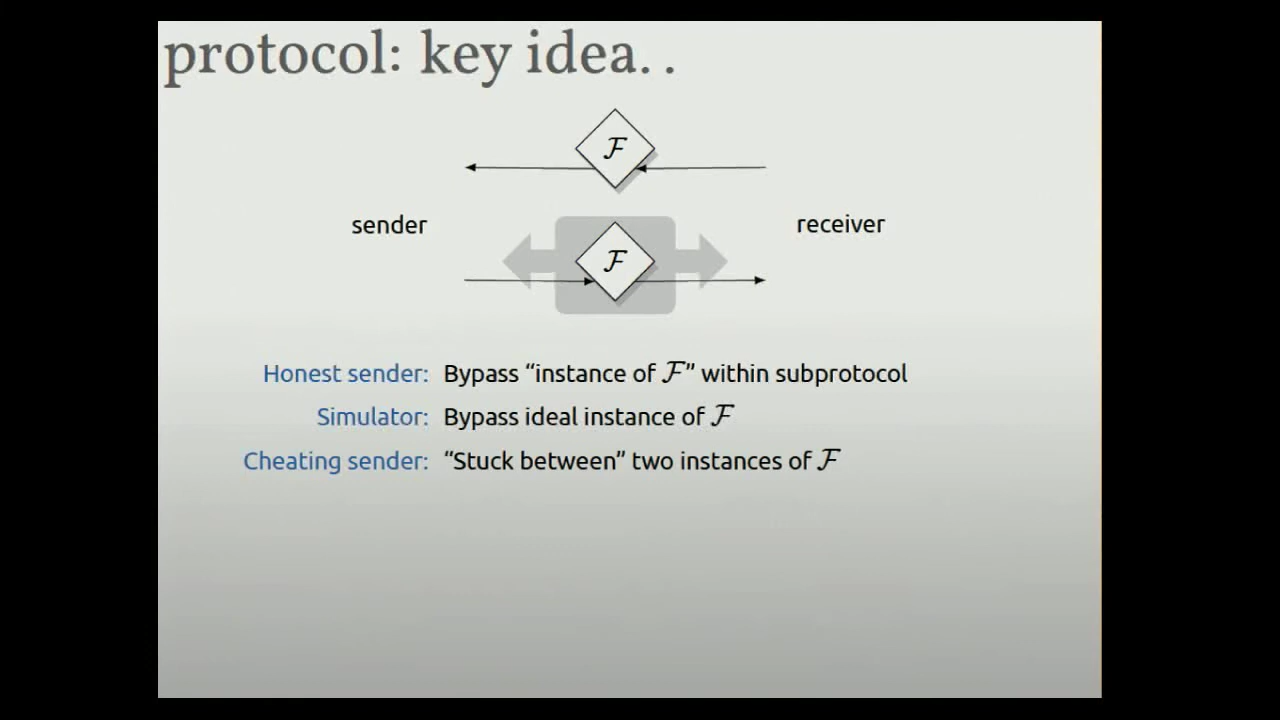 protocol: key idea. .
ℱ
sender
receiver
ℱ
Honest sender: Bypass “instance of ℱ” within subprotocol
Simulator: Bypass ideal instance of ℱ
Cheating sender: “Stuck between” two instances of ℱ